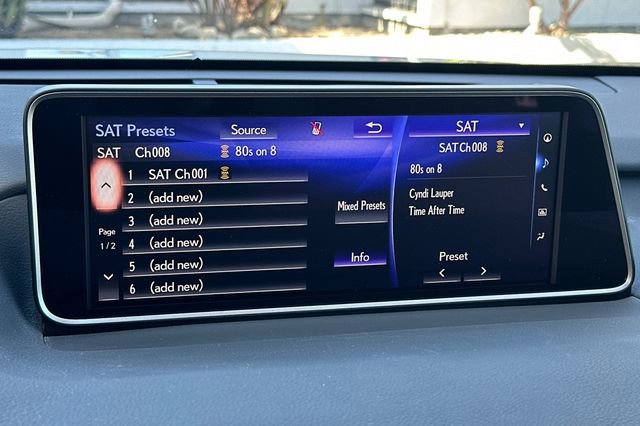 SAT Presets
Source
SAT Ch008 80s on 8
1 SAT Ch001
2 (add new)
3 (add new)
4 (add new)
5 (add new)
6 (add new)
Page
1/2
Mixed Presets
Info
SAT
SAT Ch008
80s on 8
Cyndi Lauper
Time After Time
Preset